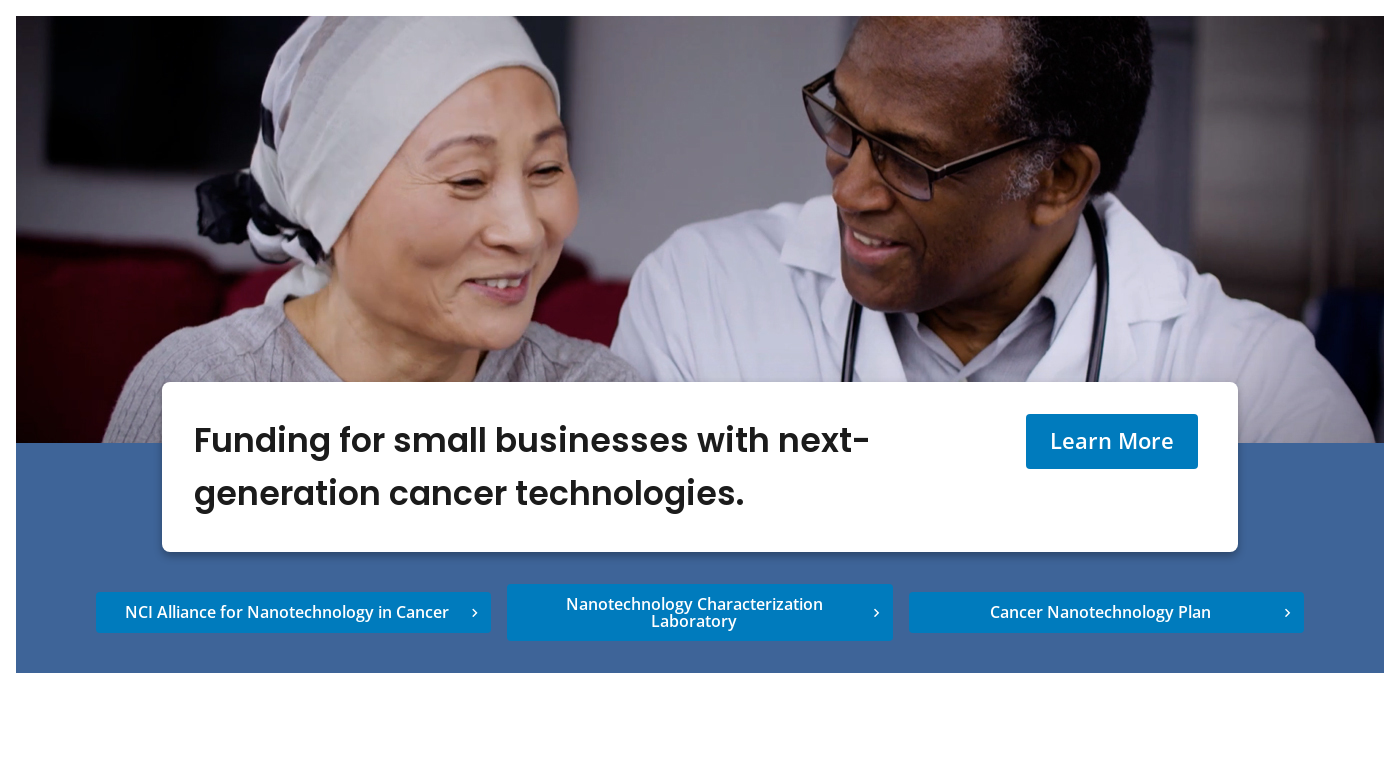 Funding for small businesses with next-
generation cancer technologies.
Learn More
NCI Alliance for Nanotechnology in Cancer
Nanotechnology Characterization
Laboratory
Cancer Nanotechnology Plan